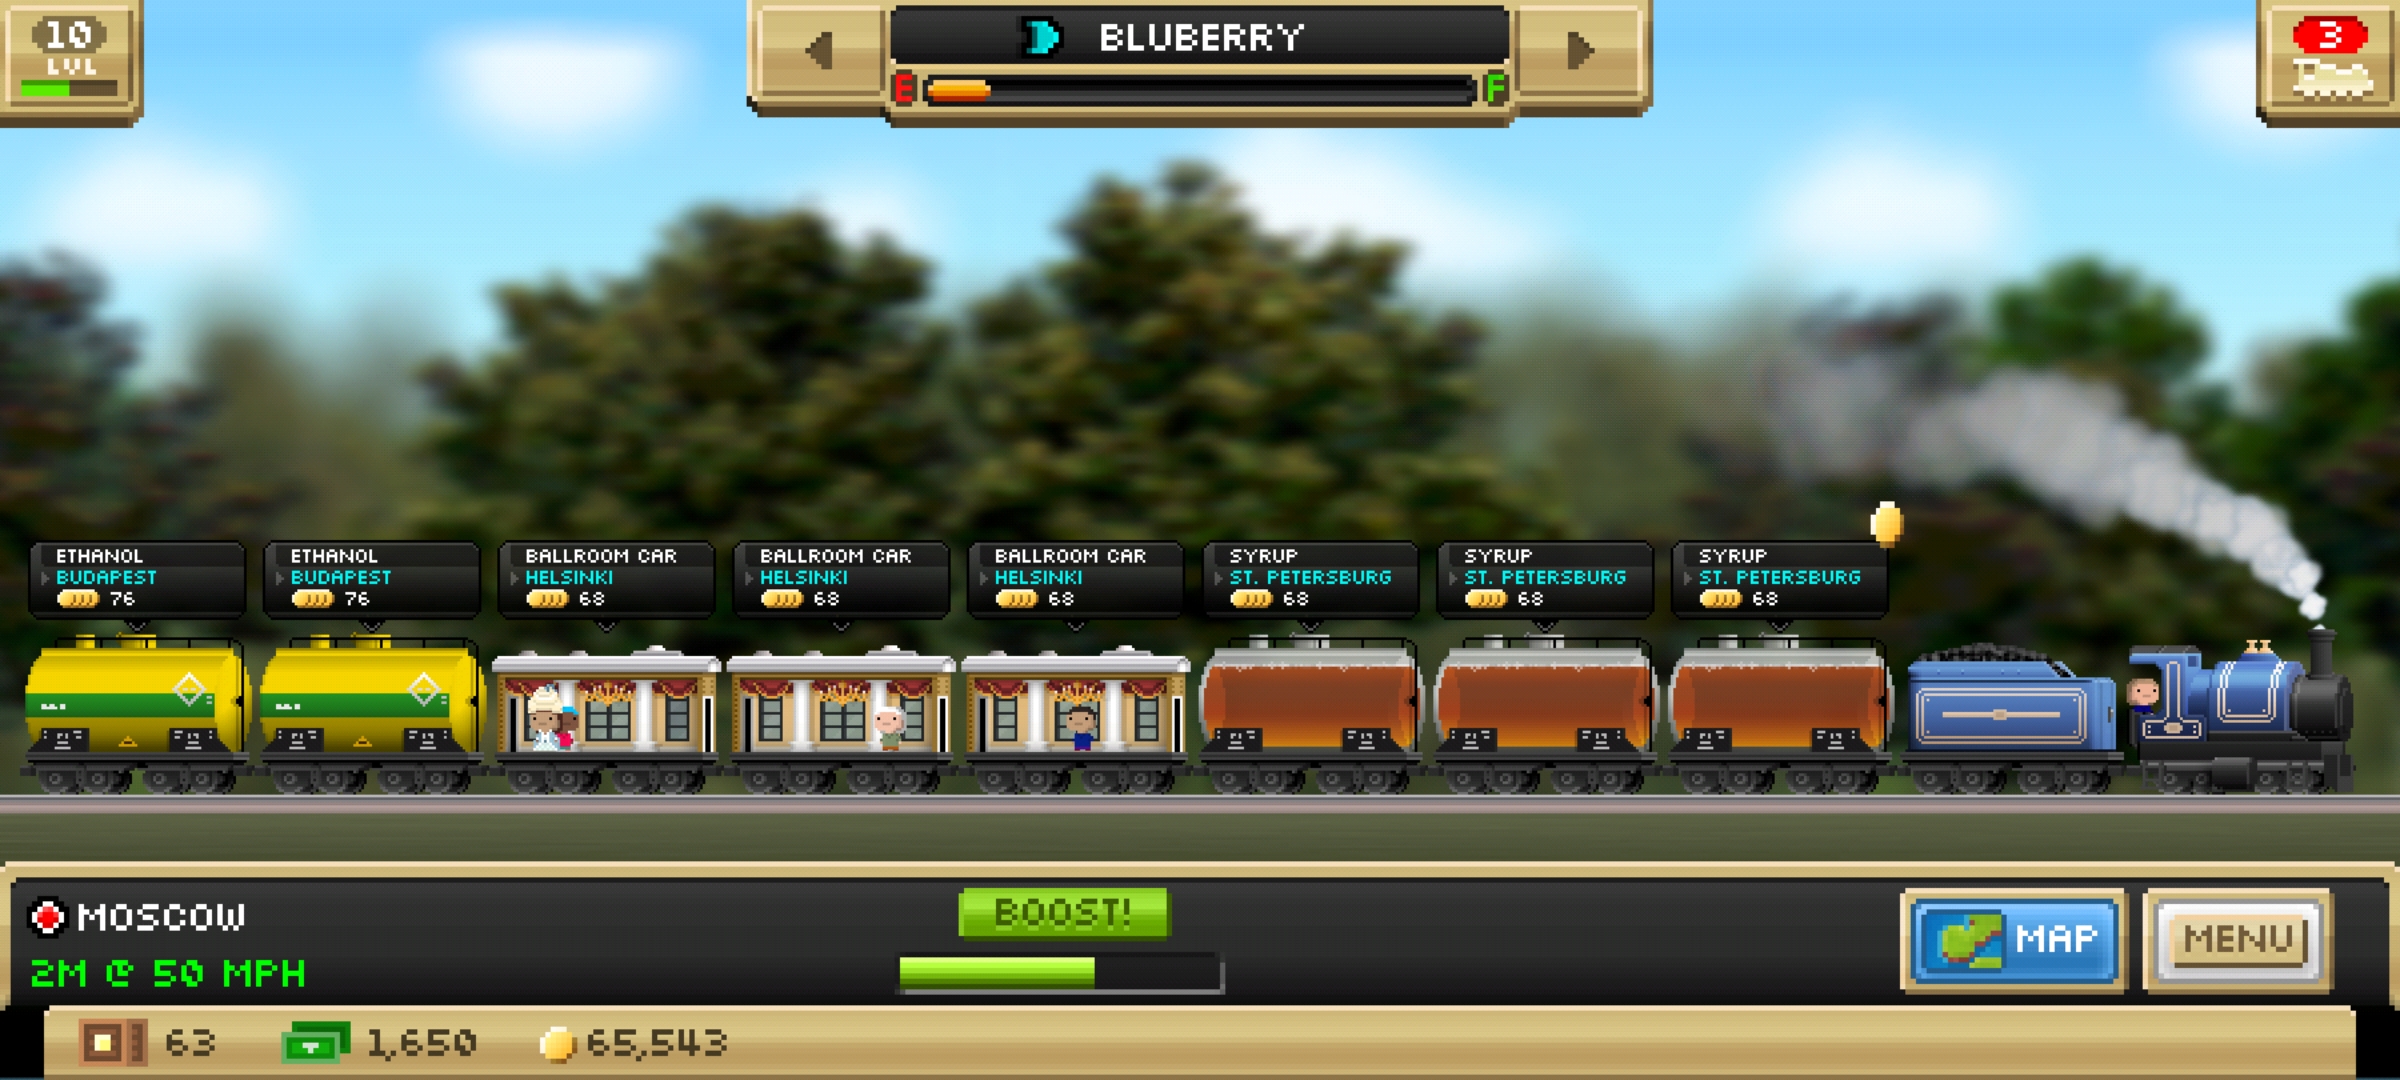 10
LVL
BLUBERRY
E
F
3
ETHANOL
BUDAPEST
76
ETHANOL
BUDAPEST
76
BALLROOM CAR
HELSINKI
68
BALLROOM CAR
HELSINKI
68
BALLROOM CAR
HELSINKI
68
SYRUP
ST. PETERSBURG
68
SYRUP
ST. PETERSBURG
68
SYRUP
ST. PETERSBURG
68
MOSCOW
2M @ 50 MPH
BOOST!
MAP
MENU
63
1,650
65,543